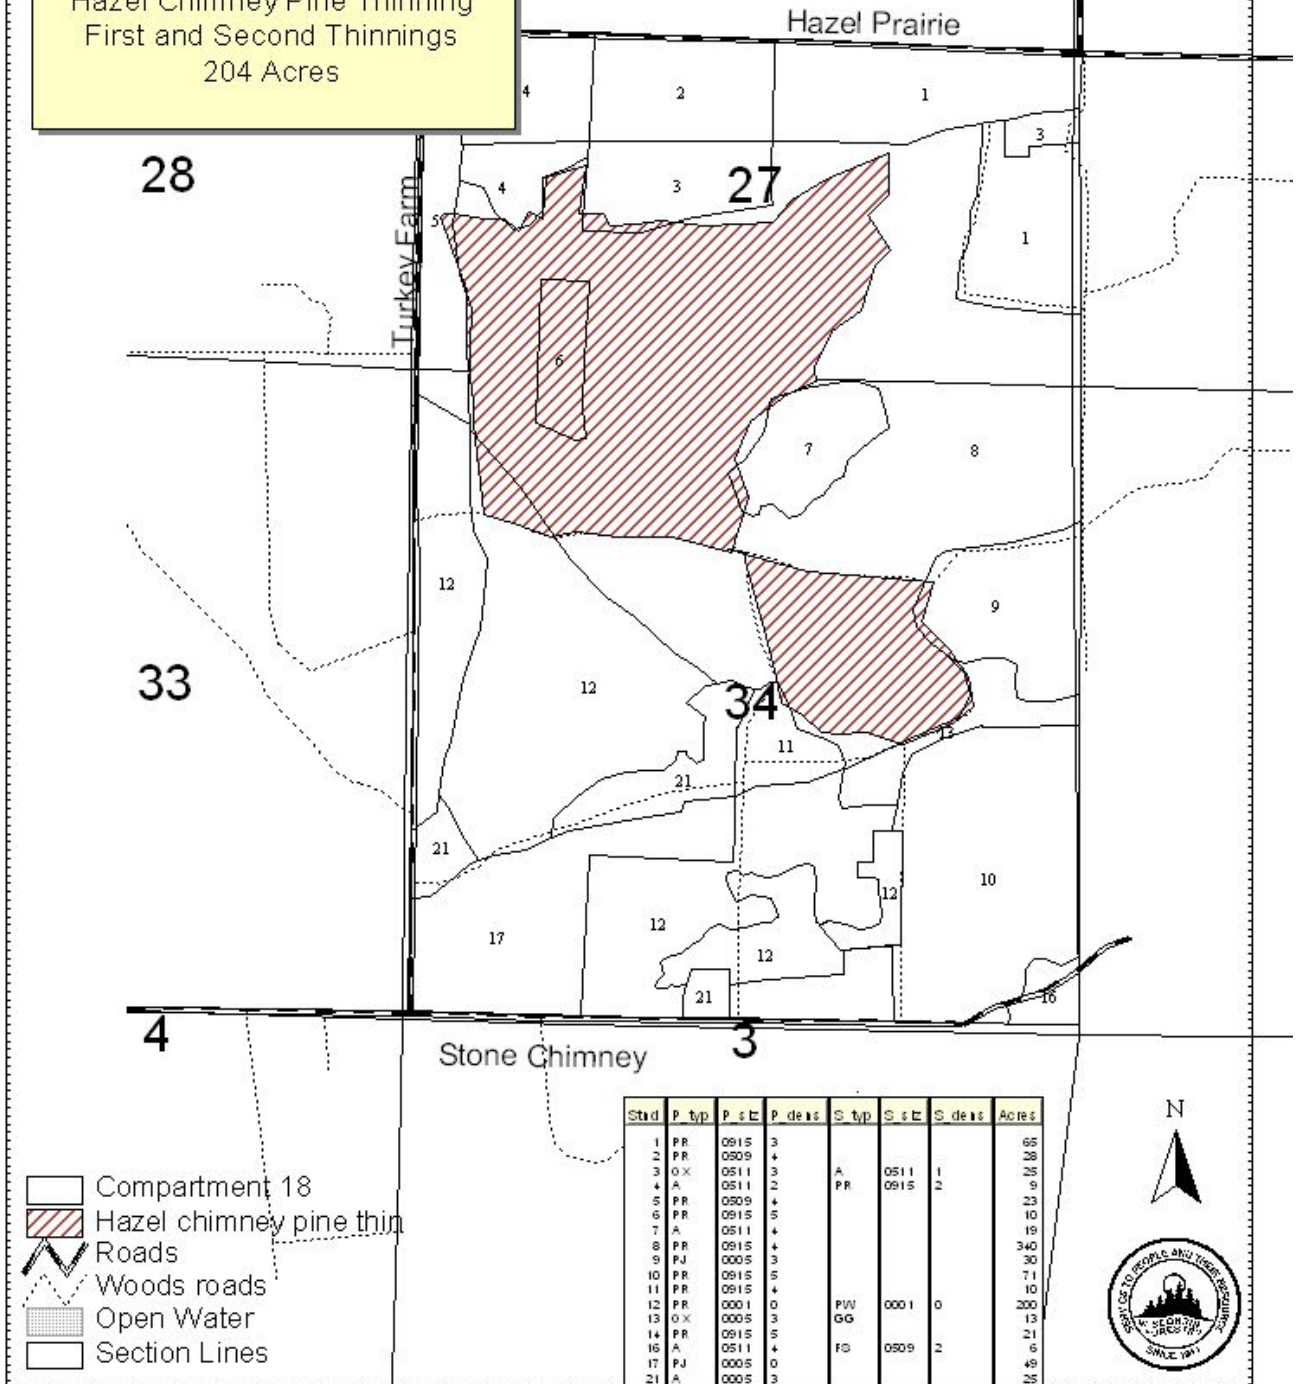 Hazel Chimney Pine Thinning
First and Second Thinnings
204 Acres
Hazel Prairie
4
2
1
3
28
4
3
27
5
Turkey Farm
1
6
7
8
12
9
33
12
34
11
13
21
21
10
12
17
12
12
21
16
4
Stone Chimney
3
Stnd P_typ P_siz P_dens S_typ S_siz S_dens Acres
1 PR 0915 3 65
2 PR 0509 4 28
3 OX 0511 3 A 0511 1 25
4 A 0511 2 PR 0915 2 9
5 PR 0509 4 23
6 PR 0915 5 10
7 A 0511 4 19
8 PR 0915 4 340
9 PJ 0005 3 30
10 PR 0915 5 71
11 PR 0915 4 10
12 PR 0001 0 PW 0001 0 200
13 OX 0005 3 GG 13
14 PR 0915 5 21
16 A 0511 4 FS 0509 2 6
17 PJ 0005 0 49
21 A 0005 3 25
N
Compartment 18
Hazel chimney pine thin
Roads
Woods roads
Open Water
Section Lines